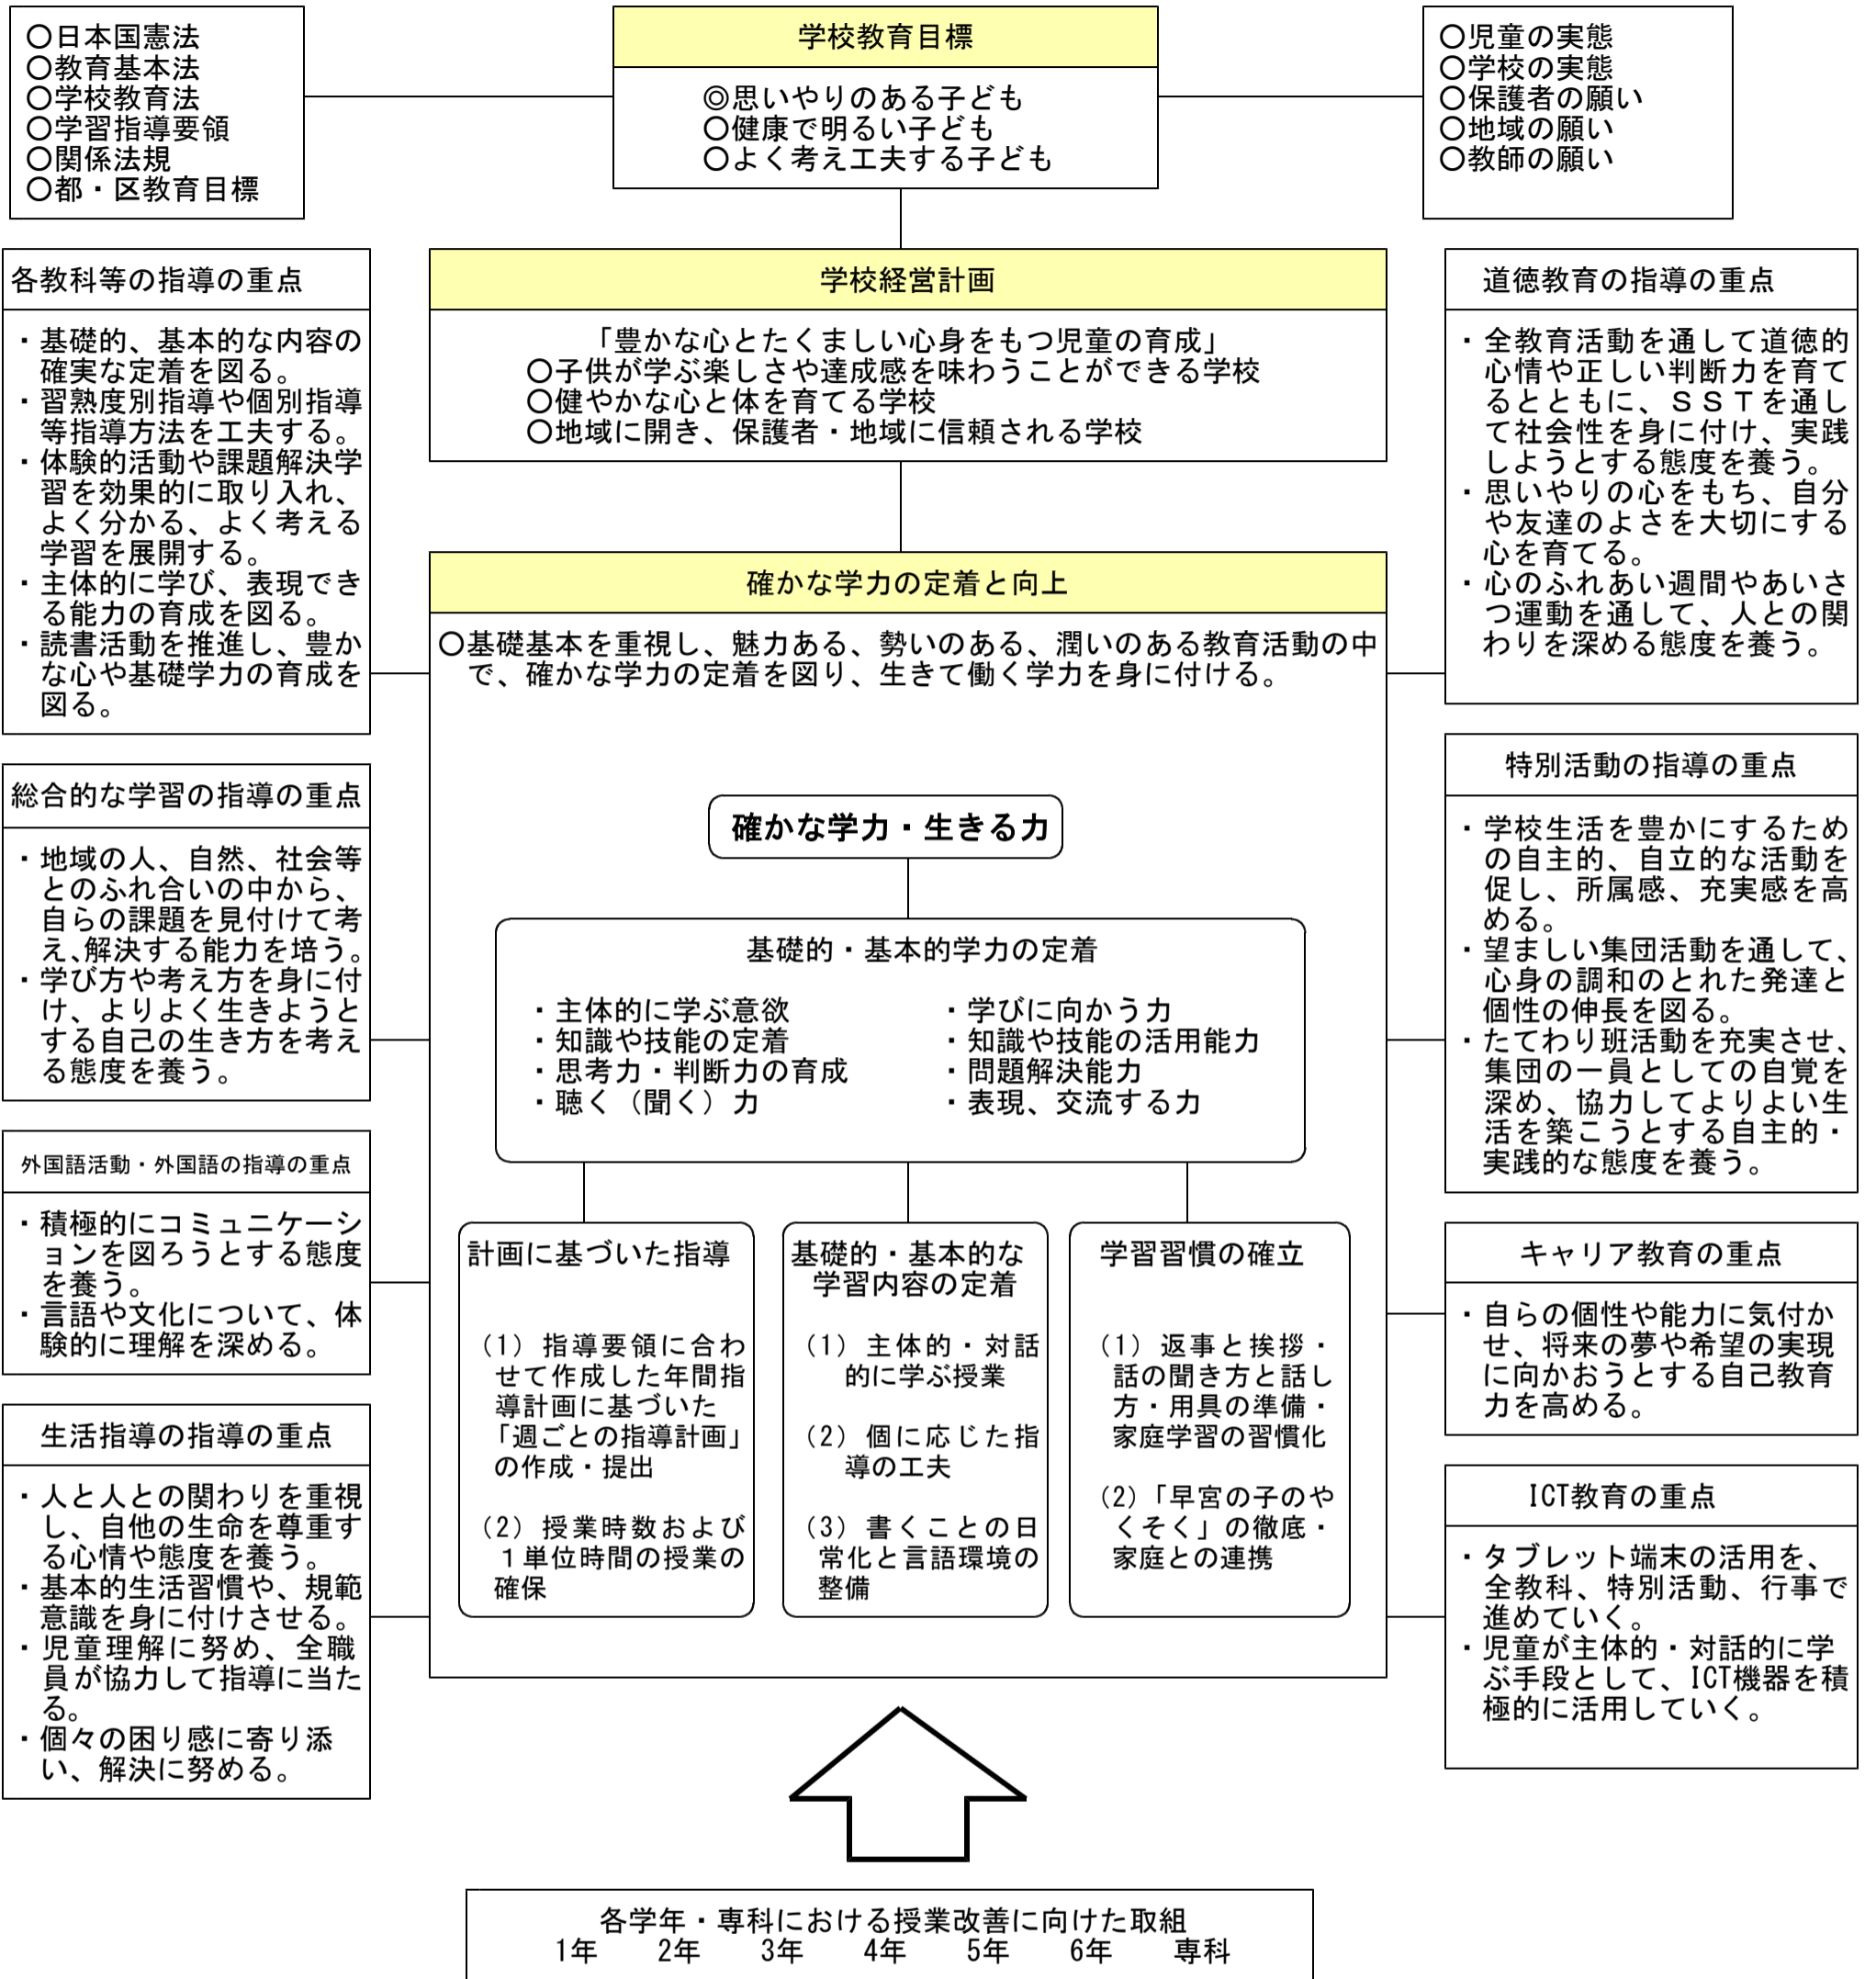 〇日本国憲法
〇教育基本法
〇学校教育法
〇学習指導要領
〇関係法規
〇都・区教育目標
学校教育目標
◎思いやりのある子ども
〇健康で明るい子ども
〇よく考え工夫する子ども
〇児童の実態
〇学校の実態
〇保護者の願い
〇地域の願い
〇教師の願い
各教科等の指導の重点
・基礎的、基本的な内容の
確実な定着を図る。
・習熟度別指導や個別指導
等指導方法を工夫する。
・体験的活動や課題解決学
習を効果的に取り入れ、
よく分かる、よく考える
学習を展開する。
・主体的に学び、表現でき
る能力の育成を図る。
・読書活動を推進し、豊か
な心や基礎学力の育成を
図る。
総合的な学習の指導の重点
・地域の人、自然、社会等
とのふれ合いの中から、
自らの課題を見付けて考
え、解決する能力を培う。
・学び方や考え方を身に付
け、よりよく生きようと
する自己の生き方を考え
る態度を養う。
外国語活動・外国語の指導の重点
・積極的にコミュニケーシ
ョンを図ろうとする態度
を養う。
・言語や文化について、体
験的に理解を深める。
生活指導の指導の重点
・人と人との関わりを重視
し、自他の生命を尊重す
る心情や態度を養う。
・基本的生活習慣や、規範
意識を身に付けさせる。
・児童理解に努め、全職
員が協力して指導に当た
る。
・個々の困り感に寄り添
い、解決に努める。
学校経営計画
「豊かな心とたくましい心身をもつ児童の育成」
〇子供が学ぶ楽しさや達成感を味わうことができる学校
〇健やかな心と体を育てる学校
〇地域に開き、保護者・地域に信頼される学校
確かな学力の定着と向上
〇基礎基本を重視し、魅力ある、勢いのある、潤いのある教育活動の中
で、確かな学力の定着を図り、生きて働く学力を身に付ける。
確かな学力・生きる力
基礎的・基本的学力の定着
・主体的に学ぶ意欲
・知識や技能の定着
・思考力・判断力の育成
・聴く（聞く）力
・学びに向かう力
・知識や技能の活用能力
・問題解決能力
・表現、交流する力
計画に基づいた指導
（1）指導要領に合わ
せて作成した年間指
導計画に基づいた
「週ごとの指導計画」
の作成・提出
（2）授業時数および
１単位時間の授業の
確保
基礎的・基本的な
学習内容の定着
（1）主体的・対話
的に学ぶ授業
（2）個に応じた指
導の工夫
（3）書くことの日
常化と言語環境の
整備
学習習慣の確立
（1）返事と挨拶・
話の聞き方と話し
方・用具の準備・
家庭学習の習慣化
（2）「早宮の子のや
くそく」の徹底・
家庭との連携
道徳教育の指導の重点
・全教育活動を通して道徳的
心情や正しい判断力を育て
るとともに、ＳＳＴを通し
て社会性を身に付け、実践
しようとする態度を養う。
・思いやりの心をもち、自分
や友達のよさを大切にする
心を育てる。
・心のふれあい週間やあいさ
つ運動を通して、人との関
わりを深める態度を養う。
特別活動の指導の重点
・学校生活を豊かにするため
の自主的、自立的な活動を
促し、所属感、充実感を高
める。
・望ましい集団活動を通して、
心身の調和のとれた発達と
個性の伸長を図る。
・たてわり班活動を充実させ、
集団の一員としての自覚を
深め、協力してよりよい生
活を築こうとする自主的・
実践的な態度を養う。
キャリア教育の重点
・自らの個性や能力に気付か
せ、将来の夢や希望の実現
に向かおうとする自己教育
力を高める。
ICT教育の重点
・タブレット端末の活用を、
全教科、特別活動、行事で
進めていく。
・児童が主体的・対話的に学
ぶ手段として、ICT機器を積
極的に活用していく。
各学年・専科における授業改善に向けた取組
1年 2年 3年 4年 5年 6年 専科